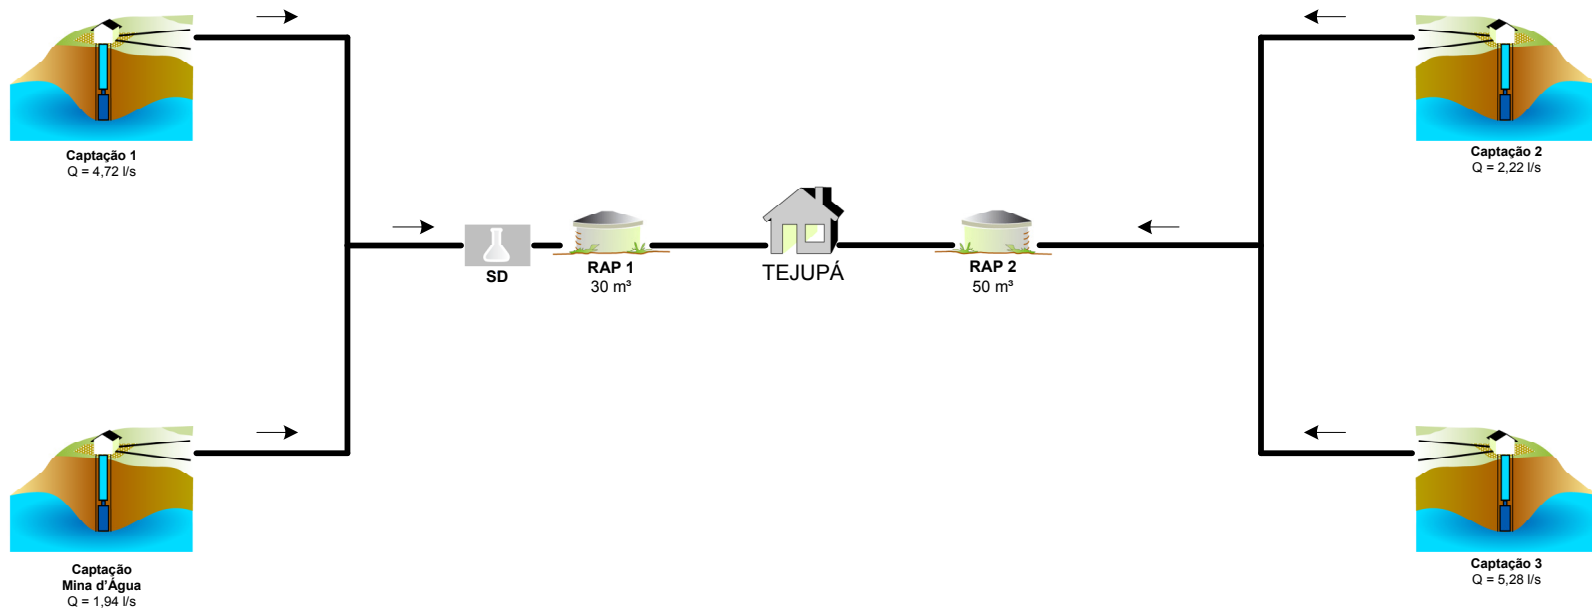 Captação 1
Q = 4,72 l/s
Captação 2
Q = 2,22 l/s
SD
RAP 1
30 m³
TEJUPÁ
RAP 2
50 m³
Captação
Mina d'Água
Q = 1,94 l/s
Captação 3
Q = 5,28 l/s